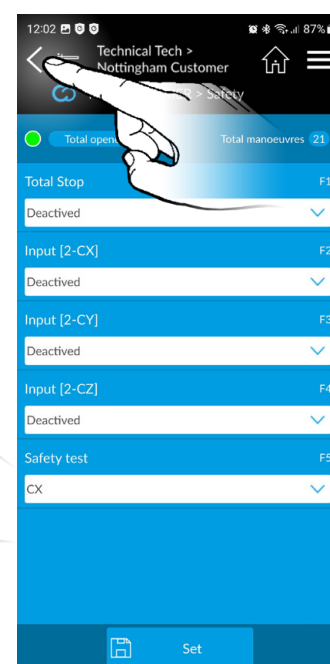 12:02 87%
Technical Tech >
Nottingham Customer
> Safety
Total opene Total manoeuvres 21
Total Stop F1
Deactived
Input [2-CX] F2
Deactived
Input [2-CY] F3
Deactived
Input [2-CZ] F4
Deactived
Safety test F5
CX
Set